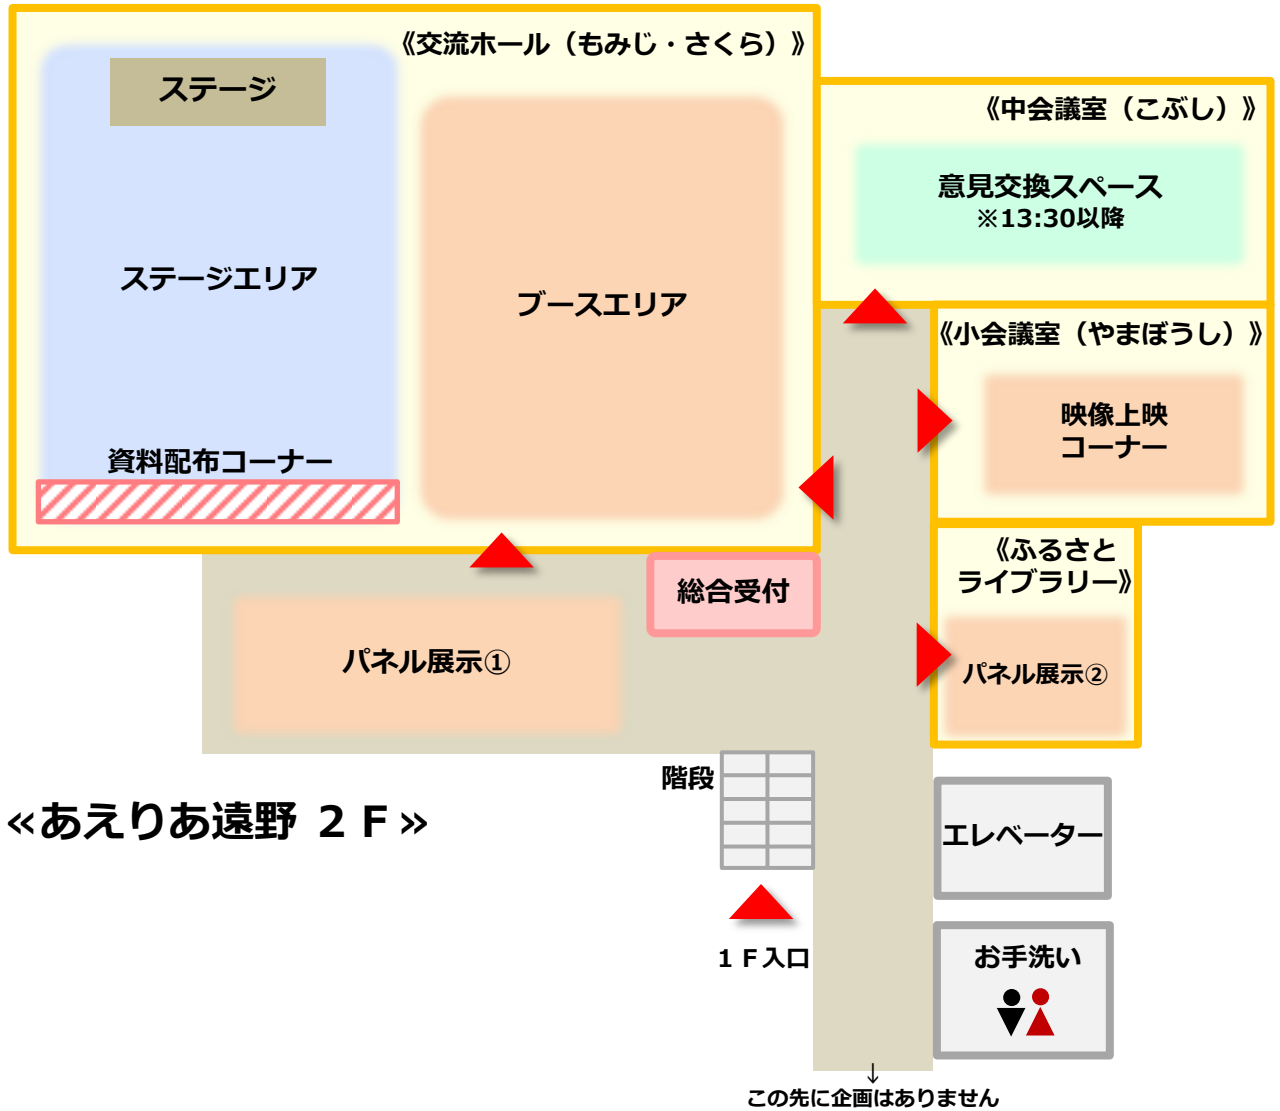 《交流ホール（もみじ・さくら）》
ステージ
ステージエリア
ブースエリア
資料配布コーナー
《中会議室（こぶし）》
意見交換スペース
※13:30以降
《小会議室（やまぼうし）》
映像上映
コーナー
《ふるさと
ライブラリー》
パネル展示②
総合受付
パネル展示①
階段
«あえりあ遠野 ２Ｆ»
エレベーター
１Ｆ入口
お手洗い
↓
この先に企画はありません